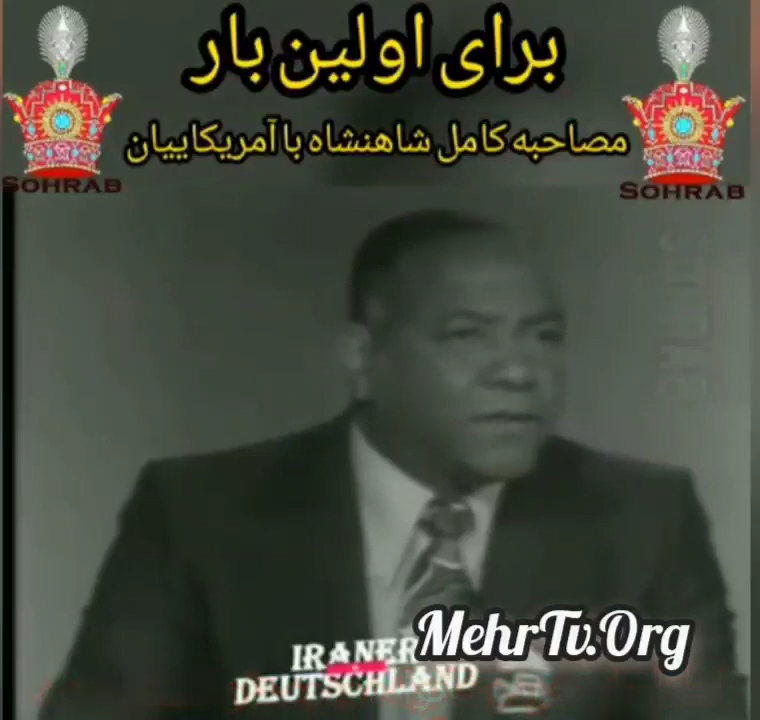 برای اولین بار
مصاحبه کامل شاهنشاه با آمریکاییان
SOHRAB
SOHRAB
MehrTv.Org
IRANER
DEUTSCHLAND